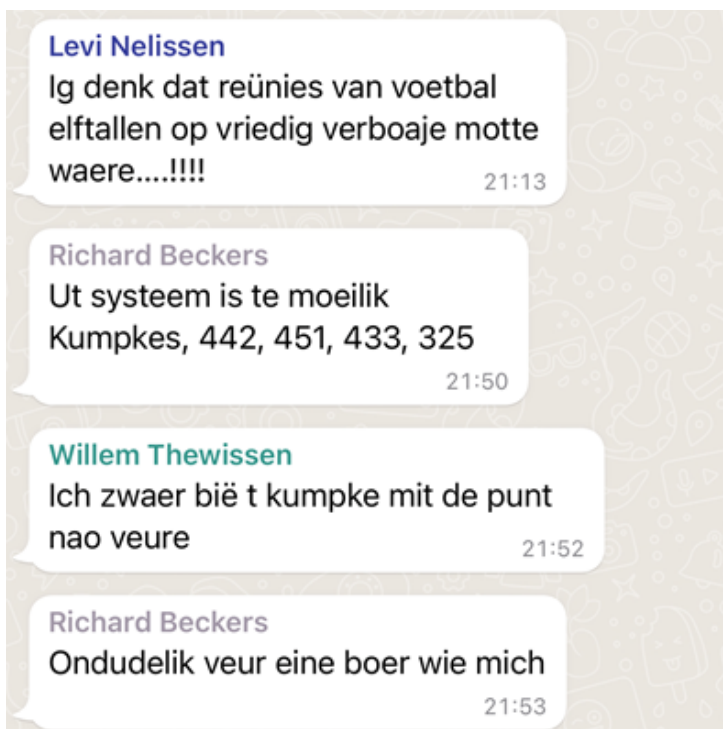 Levi Nelissen
Ig denk dat reünies van voetbal
elftallen op vriedig verboaje motte
waere....!!!!
21:13
Richard Beckers
Ut systeem is te moeilik
Kumpkes, 442, 451, 433, 325
21:50
Willem Thewissen
Ich zwaer bië t kumpke mit de punt
nao veure
21:52
Richard Beckers
Ondudelik veur eine boer wie mich
21:53